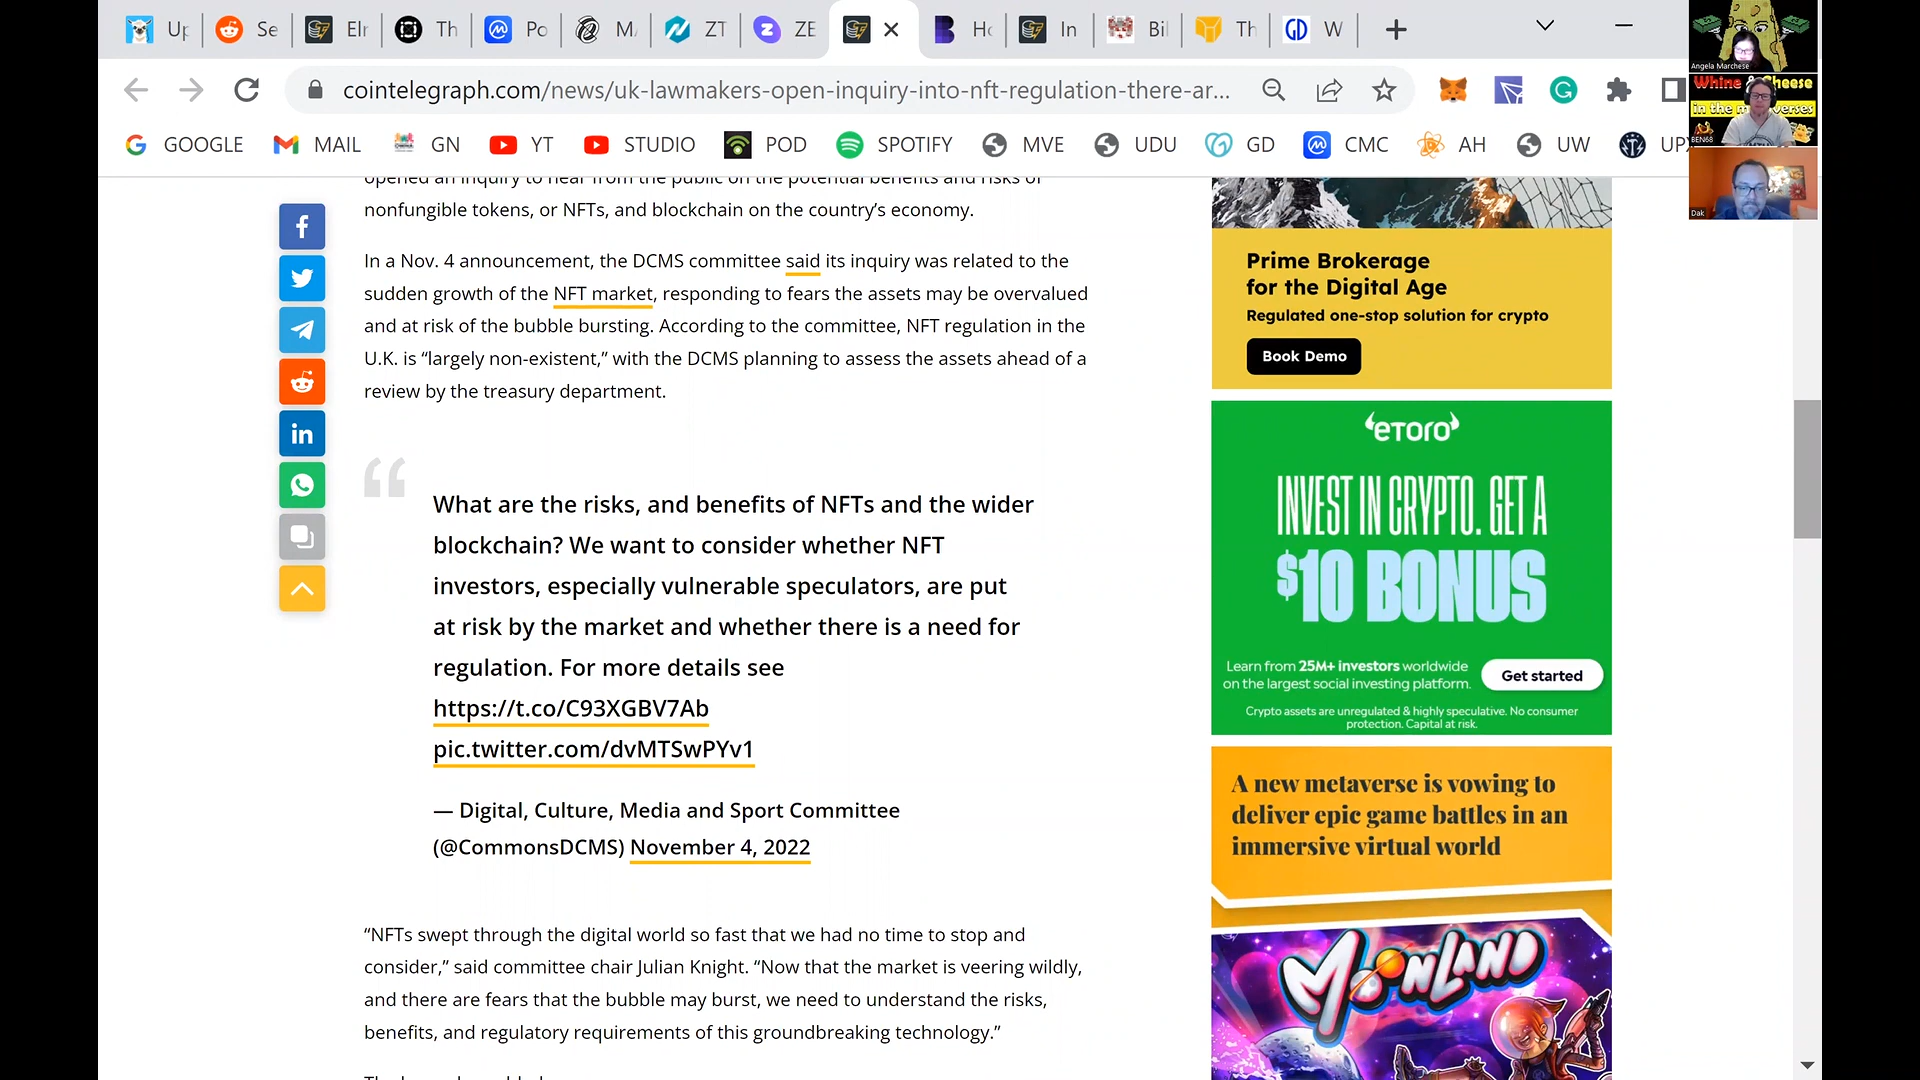 Up
Se
Elr
Th
Po
M
ZT
ZE
Ho
In
Bi
Th
W
cointelegraph.com/news/uk-lawmakers-open-inquiry-into-nft-regulation-there-ar...
GOOGLE
MAIL
GN
YT
STUDIO
POD
SPOTIFY
MVE
UDU
GD
CMC
AH
UW
Angela Marchese
Whine & Cheese
BEN68
Dak
opened an inquiry to hear from the public on the potential benefits and risks of
nonfungible tokens, or NFTs, and blockchain on the country’s economy.
In a Nov. 4 announcement, the DCMS committee said its inquiry was related to the
sudden growth of the NFT market, responding to fears the assets may be overvalued
and at risk of the bubble bursting. According to the committee, NFT regulation in the
U.K. is “largely non-existent,” with the DCMS planning to assess the assets ahead of a
review by the treasury department.
What are the risks, and benefits of NFTs and the wider
blockchain? We want to consider whether NFT
investors, especially vulnerable speculators, are put
at risk by the market and whether there is a need for
regulation. For more details see
https://t.co/C93XGBV7Ab
pic.twitter.com/dvMTSwPYv1
— Digital, Culture, Media and Sport Committee
(@CommonsDCMS) November 4, 2022
“NFTs swept through the digital world so fast that we had no time to stop and
consider,” said committee chair Julian Knight. “Now that the market is veering wildly,
and there are fears that the bubble may burst, we need to understand the risks,
benefits, and regulatory requirements of this groundbreaking technology.”
Prime Brokerage
for the Digital Age
Regulated one-stop solution for crypto
Book Demo
eToro
INVEST IN CRYPTO. GET A
$10 BONUS
Learn from 25M+ investors worldwide
on the largest social investing platform.
Get started
Crypto assets are unregulated & highly speculative. No consumer
protection. Capital at risk.
A new metaverse is vowing to
deliver epic game battles in an
immersive virtual world
MOONLAND